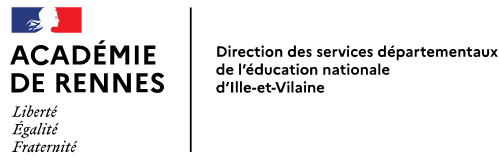 ACADÉMIE
DE RENNES
Liberté
Égalité
Fraternité
Direction des services départementaux
de l'éducation nationale
d'Ille-et-Vilaine